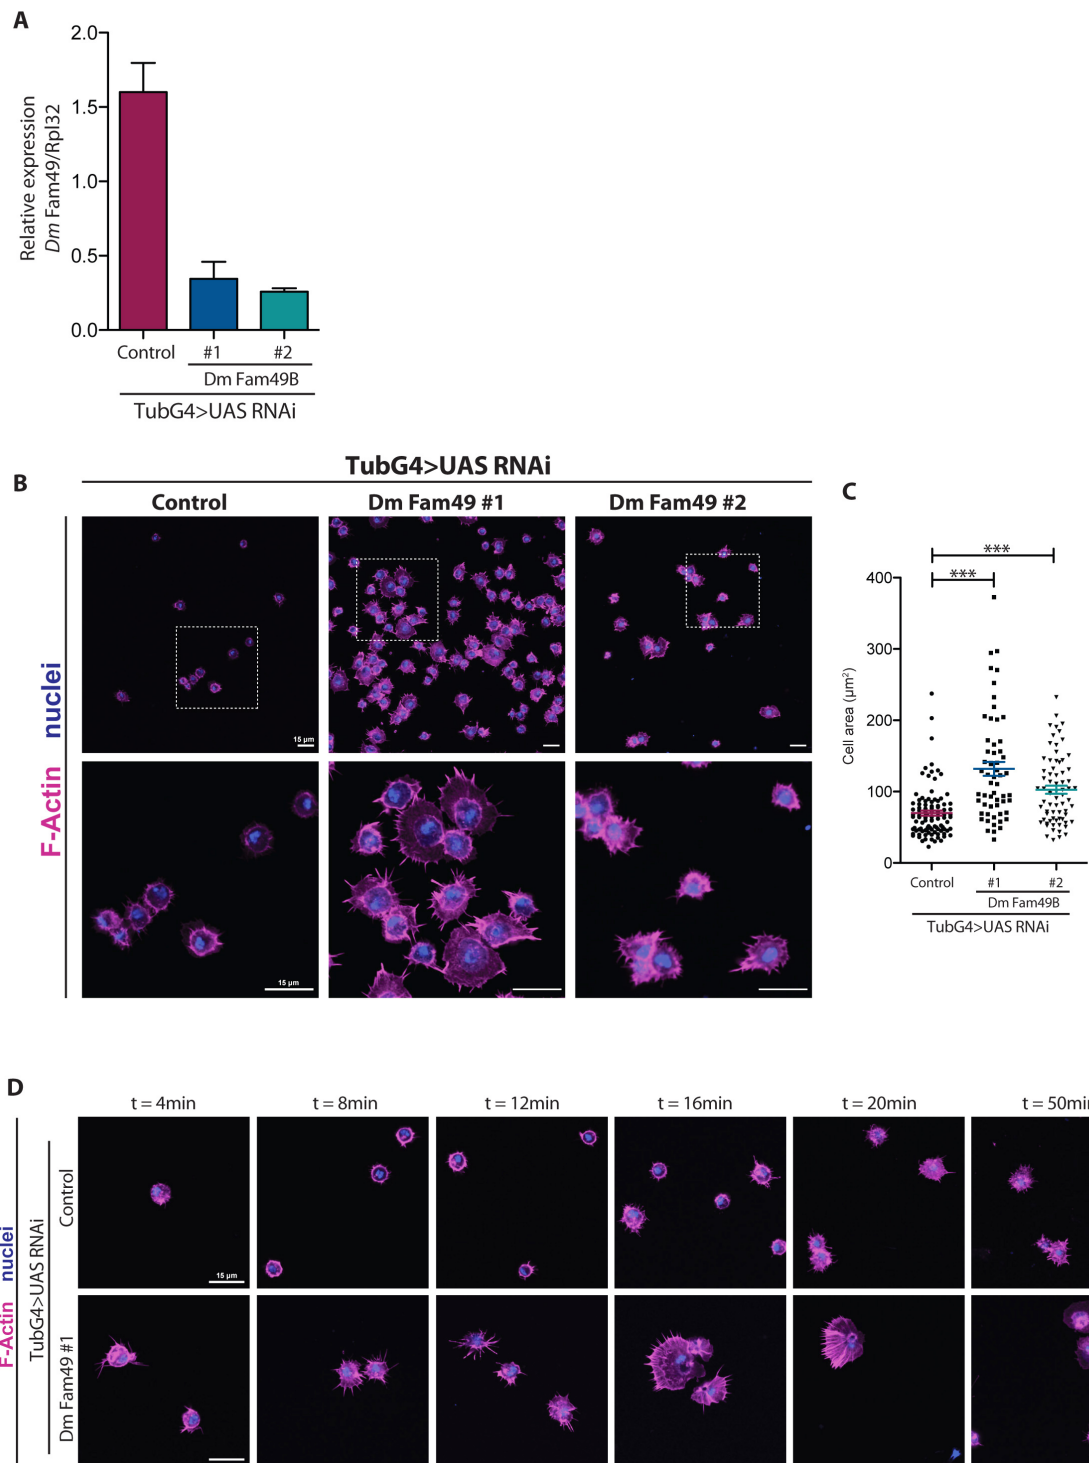 A
2.0
1.5
1.0
0.5
0.0
Relative expression
Dm Fam49/Rpl32
Control #1 #2
Dm Fam49B
TubG4>UAS RNAi
B
TubG4>UAS RNAi
Control Dm Fam49 #1 Dm Fam49 #2
F-Actin nuclei
15 µm
15 µm
C
***
***
400
300
200
100
0
Cell area (µm²)
Control #1 #2
Dm Fam49B
TubG4>UAS RNAi
D
t = 4min t = 8min t = 12min t = 16min t = 20min t = 50min
F-Actin nuclei
TubG4>UAS RNAi
Control
15 µm
Dm Fam49 #1